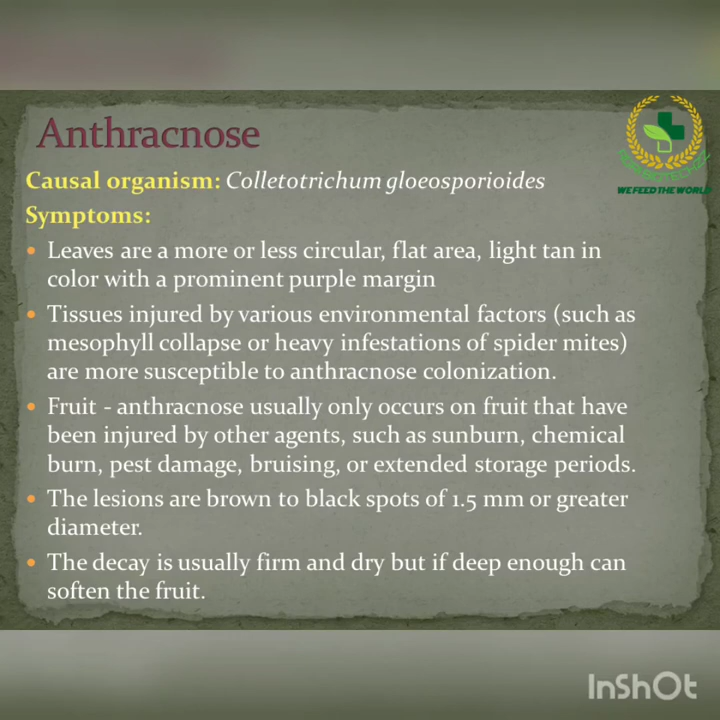 Anthracnose
Causal organism: Colletotrichum gloeosporioides
Symptoms:
• Leaves are a more or less circular, flat area, light tan in
color with a prominent purple margin
• Tissues injured by various environmental factors (such as
mesophyll collapse or heavy infestations of spider mites)
are more susceptible to anthracnose colonization.
• Fruit - anthracnose usually only occurs on fruit that have
been injured by other agents, such as sunburn, chemical
burn, pest damage, bruising, or extended storage periods.
• The lesions are brown to black spots of 1.5 mm or greater
diameter.
• The decay is usually firm and dry but if deep enough can
soften the fruit.
WE FEED THE WORLD
InShOt